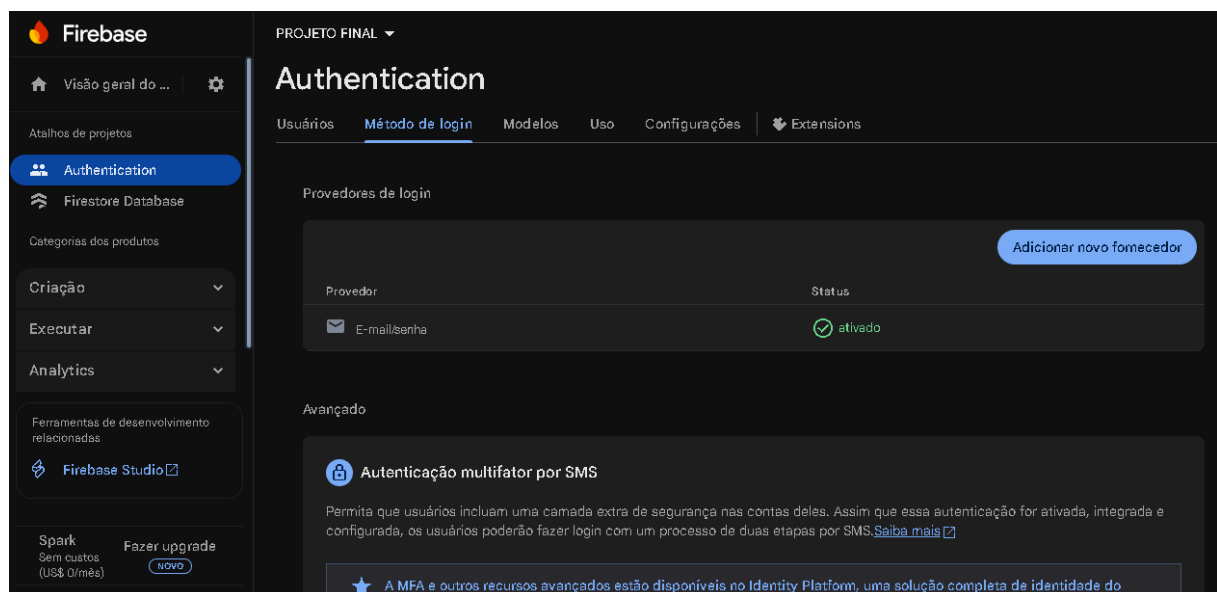 Firebase
PROJETO FINAL
Visão geral do ...
Authentication
Usuários Método de login Modelos Uso Configurações Extensions
Atalhos de projetos
Authentication
Firestore Database
Categorias dos produtos
Criação
Executar
Analytics
Ferramentas de desenvolvimento
relacionadas
Firebase Studio
Spark
Sem custos
(US$ 0/mês)
Fazer upgrade
NOVO
Provedores de login
Adicionar novo fornecedor
Provedor Status
E-mail/senha ativado
Avançado
Autenticação multifator por SMS
Permita que usuários incluam uma camada extra de segurança nas contas deles. Assim que essa autenticação for ativada, integrada e
configurada, os usuários poderão fazer login com um processo de duas etapas por SMS.Saiba mais
A MFA e outros recursos avançados estão disponíveis no Identity Platform, uma solução completa de identidade do